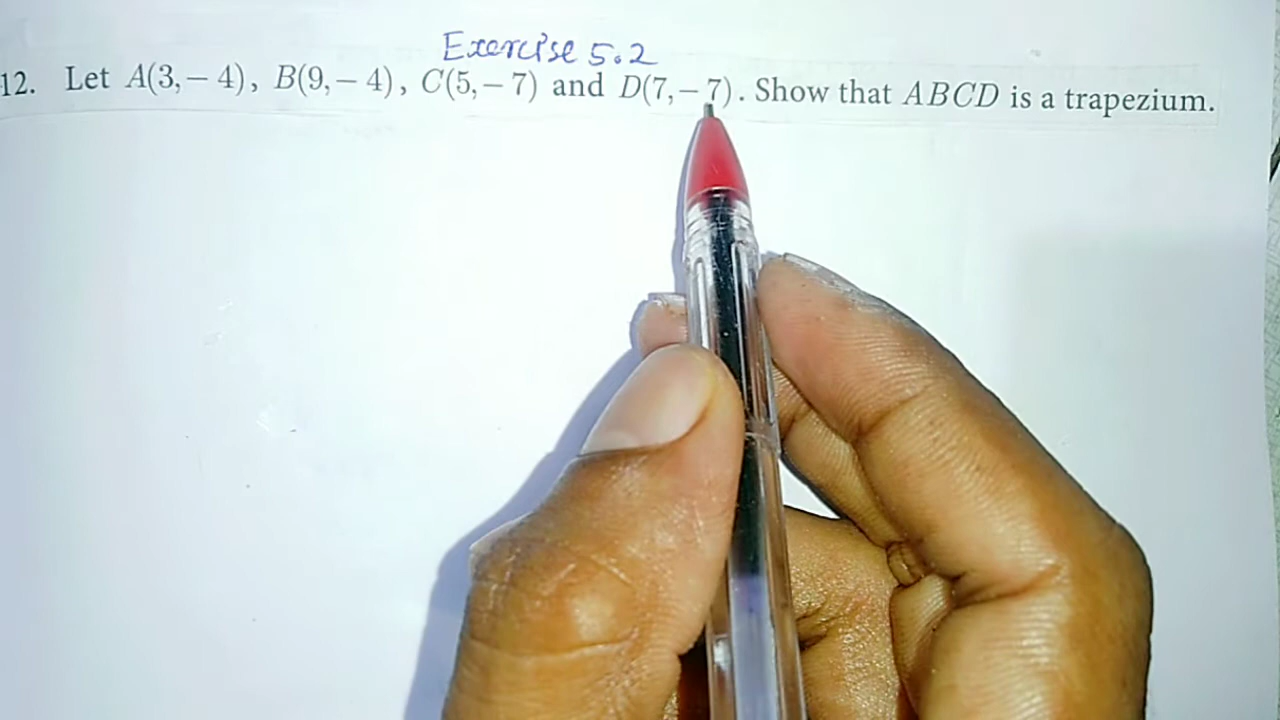 Exercise 5.2
12. Let A(3,– 4), B(9,– 4), C(5,– 7) and D(7,– 7). Show that ABCD is a trapezium.